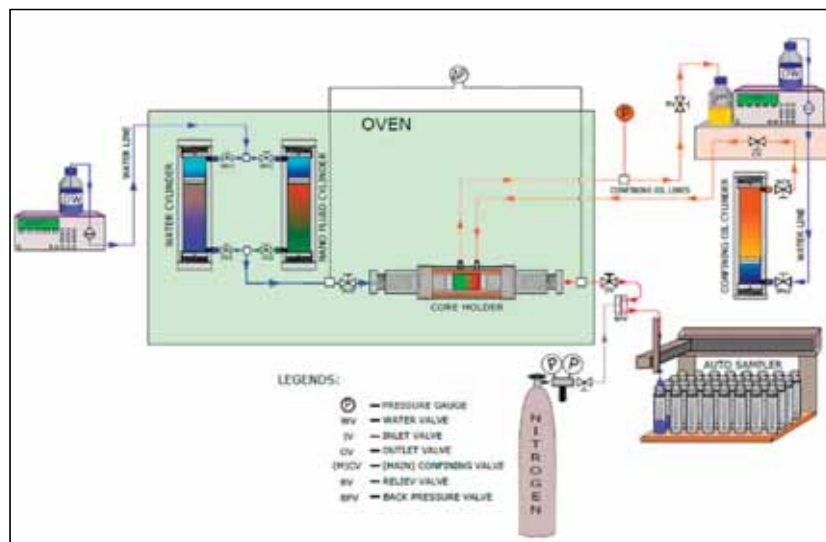 ΔP
OVEN
P
DW
DW
WATER LINE
WATER CYLINDER
NANO FLUID CYLINDER
CONFINING OIL LINES
CONFINING OIL CYLINDER
WATER LINE
CORE HOLDER
BPV
AUTO SAMPLER
P P
NITROGEN
LEGENDS:
P — PRESSURE GAUGE
WV — WATER VALVE
IV — INLET VALVE
OV — OUTLET VALVE
(M)CV — (MAIN) CONFINING VALVE
RV — RELIEV VALVE
BPV — BACK PRESSURE VALVE